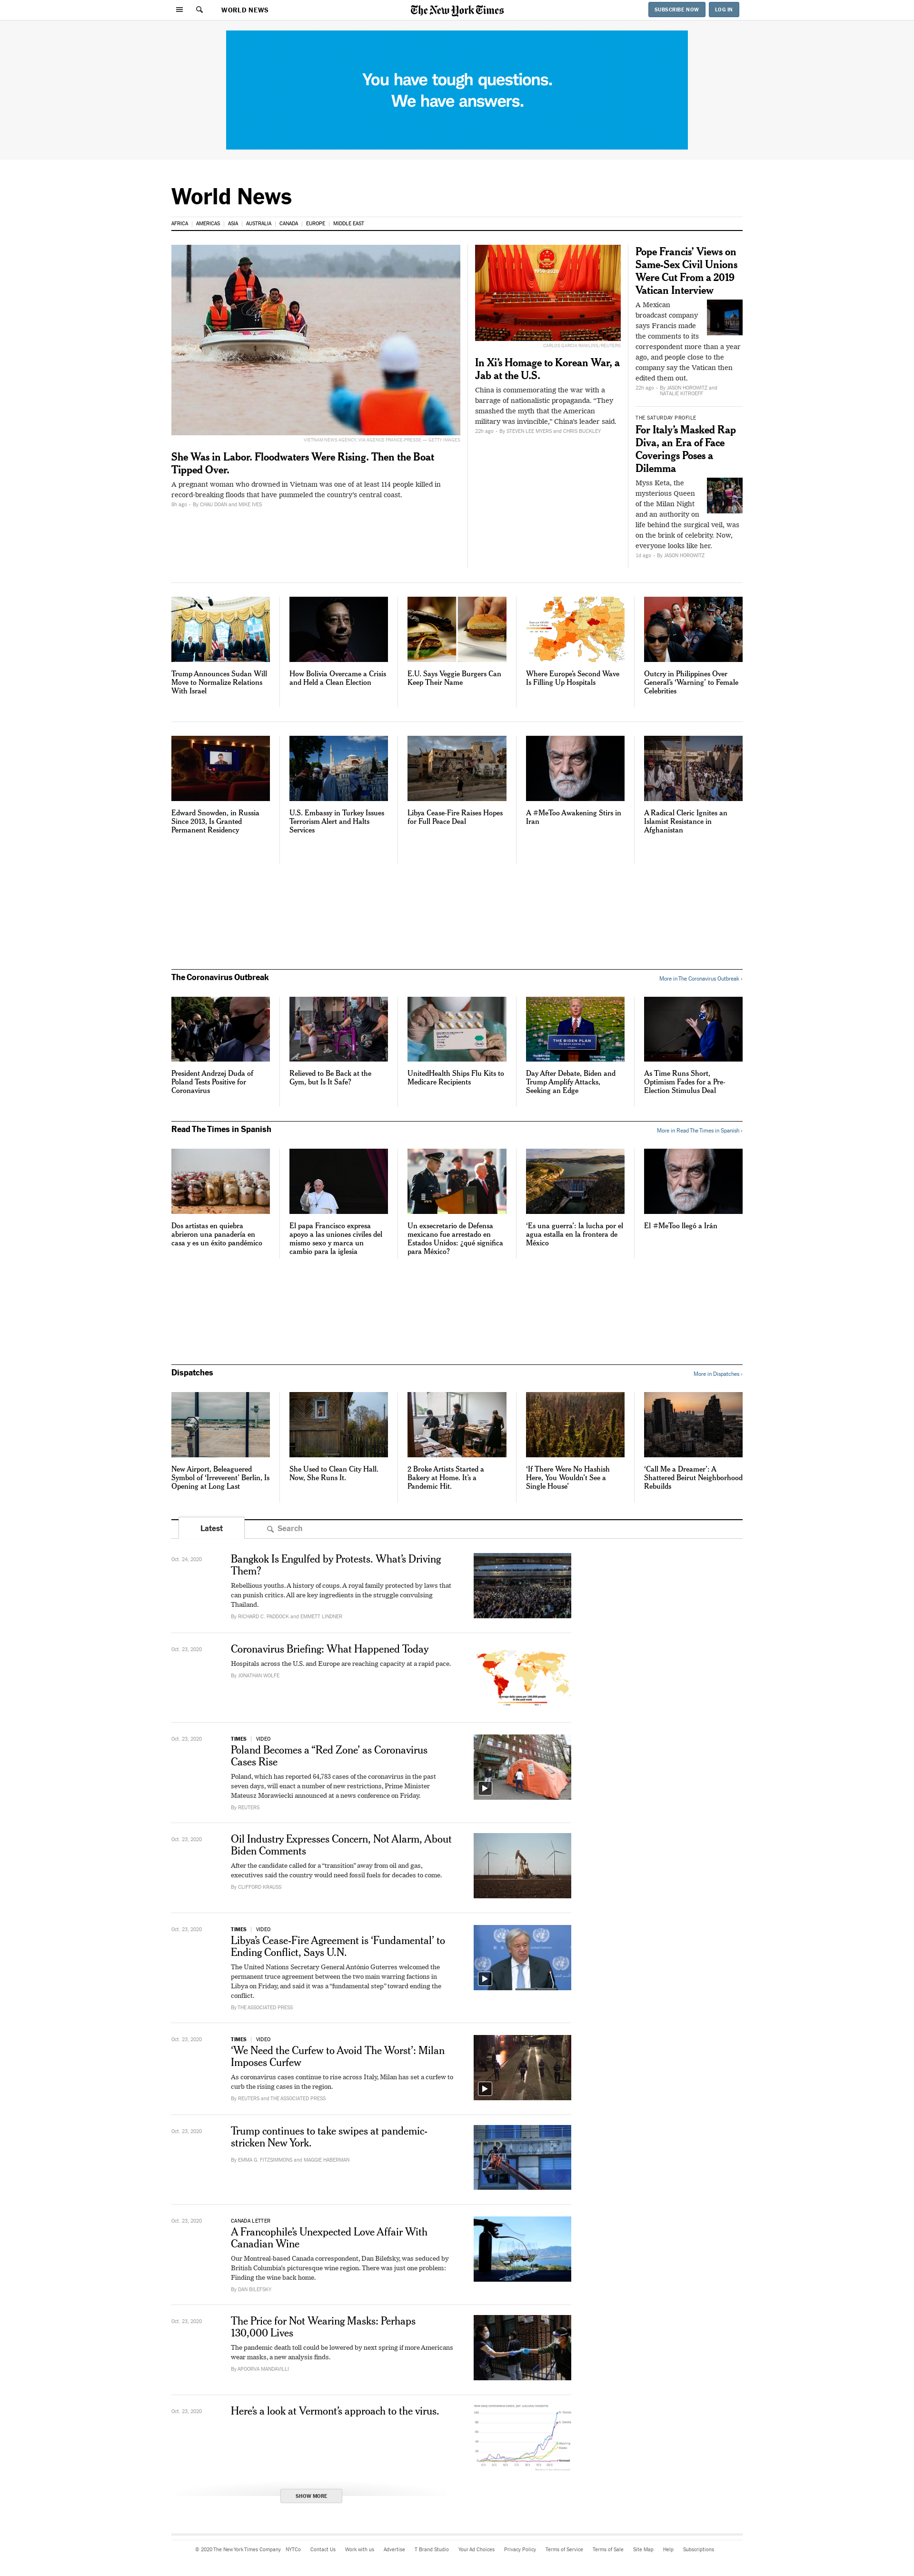 WORLD NEWS
The New York Times
SUBSCRIBE NOW
LOG IN
You have tough questions.
We have answers.
World News
AFRICA
AMERICAS
ASIA
AUSTRALIA
CANADA
EUROPE
MIDDLE EAST
VIETNAM NEWS AGENCY, VIA AGENCE FRANCE-PRESSE — GETTY IMAGES
She Was in Labor. Floodwaters Were Rising. Then the Boat
Tipped Over.
A pregnant woman who drowned in Vietnam was one of at least 114 people killed in
record-breaking floods that have pummeled the country's central coast.
8h ago · By CHAU DOAN and MIKE IVES
CARLOS GARCIA RAWLINS/REUTERS
In Xi's Homage to Korean War, a
Jab at the U.S.
China is commemorating the war with a
barrage of nationalistic propaganda. “They
smashed the myth that the American
military was invincible,” China's leader said.
22h ago · By STEVEN LEE MYERS and CHRIS BUCKLEY
Pope Francis' Views on
Same-Sex Civil Unions
Were Cut From a 2019
Vatican Interview
A Mexican
broadcast company
says Francis made
the comments to its
correspondent more than a year
ago, and people close to the
company say the Vatican then
edited them out.
22h ago · By JASON HOROWITZ and
NATALIE KITROEFF
THE SATURDAY PROFILE
For Italy's Masked Rap
Diva, an Era of Face
Coverings Poses a
Dilemma
Myss Keta, the
mysterious Queen
of the Milan Night
and an authority on
life behind the surgical veil, was
on the brink of celebrity. Now,
everyone looks like her.
1d ago · By JASON HOROWITZ
Trump Announces Sudan Will
Move to Normalize Relations
With Israel
How Bolivia Overcame a Crisis
and Held a Clean Election
E.U. Says Veggie Burgers Can
Keep Their Name
Where Europe's Second Wave
Is Filling Up Hospitals
Outcry in Philippines Over
General's ‘Warning’ to Female
Celebrities
Edward Snowden, in Russia
Since 2013, Is Granted
Permanent Residency
U.S. Embassy in Turkey Issues
Terrorism Alert and Halts
Services
Libya Cease-Fire Raises Hopes
for Full Peace Deal
A #MeToo Awakening Stirs in
Iran
A Radical Cleric Ignites an
Islamist Resistance in
Afghanistan
The Coronavirus Outbreak
More in The Coronavirus Outbreak ›
THE BIDEN PLAN
President Andrzej Duda of
Poland Tests Positive for
Coronavirus
Relieved to Be Back at the
Gym, but Is It Safe?
UnitedHealth Ships Flu Kits to
Medicare Recipients
Day After Debate, Biden and
Trump Amplify Attacks,
Seeking an Edge
As Time Runs Short,
Optimism Fades for a Pre-
Election Stimulus Deal
Read The Times in Spanish
More in Read The Times in Spanish ›
Dos artistas en quiebra
abrieron una panadería en
casa y es un éxito pandémico
El papa Francisco expresa
apoyo a las uniones civiles del
mismo sexo y marca un
cambio para la iglesia
Un exsecretario de Defensa
mexicano fue arrestado en
Estados Unidos: ¿qué significa
para México?
‘Es una guerra’: la lucha por el
agua estalla en la frontera de
México
El #MeToo llegó a Irán
Dispatches
More in Dispatches ›
New Airport, Beleaguered
Symbol of ‘Irreverent’ Berlin, Is
Opening at Long Last
She Used to Clean City Hall.
Now, She Runs It.
2 Broke Artists Started a
Bakery at Home. It's a
Pandemic Hit.
‘If There Were No Hashish
Here, You Wouldn't See a
Single House’
‘Call Me a Dreamer’: A
Shattered Beirut Neighborhood
Rebuilds
Latest
Search
Oct. 24, 2020
Bangkok Is Engulfed by Protests. What's Driving
Them?
Rebellious youths. A history of coups. A royal family protected by laws that
can punish critics. All are key ingredients in the struggle convulsing
Thailand.
By RICHARD C. PADDOCK and EMMETT LINDNER
Oct. 23, 2020
Coronavirus Briefing: What Happened Today
Hospitals across the U.S. and Europe are reaching capacity at a rapid pace.
By JONATHAN WOLFE
Oct. 23, 2020
TIMES | VIDEO
Poland Becomes a “Red Zone’ as Coronavirus
Cases Rise
Poland, which has reported 64,783 cases of the coronavirus in the past
seven days, will enact a number of new restrictions, Prime Minister
Mateusz Morawiecki announced at a news conference on Friday.
By REUTERS
Oct. 23, 2020
Oil Industry Expresses Concern, Not Alarm, About
Biden Comments
After the candidate called for a “transition” away from oil and gas,
executives said the country would need fossil fuels for decades to come.
By CLIFFORD KRAUSS
Oct. 23, 2020
TIMES | VIDEO
Libya's Cease-Fire Agreement is ‘Fundamental’ to
Ending Conflict, Says U.N.
The United Nations Secretary General António Guterres welcomed the
permanent truce agreement between the two main warring factions in
Libya on Friday, and said it was a “fundamental step” toward ending the
conflict.
By THE ASSOCIATED PRESS
Oct. 23, 2020
TIMES | VIDEO
‘We Need the Curfew to Avoid The Worst’: Milan
Imposes Curfew
As coronavirus cases continue to rise across Italy, Milan has set a curfew to
curb the rising cases in the region.
By REUTERS and THE ASSOCIATED PRESS
Oct. 23, 2020
Trump continues to take swipes at pandemic-
stricken New York.
By EMMA G. FITZSIMMONS and MAGGIE HABERMAN
Oct. 23, 2020
CANADA LETTER
A Francophile's Unexpected Love Affair With
Canadian Wine
Our Montreal-based Canada correspondent, Dan Bilefsky, was seduced by
British Columbia's picturesque wine region. There was just one problem:
Finding the wine back home.
By DAN BILEFSKY
Oct. 23, 2020
The Price for Not Wearing Masks: Perhaps
130,000 Lives
The pandemic death toll could be lowered by next spring if more Americans
wear masks, a new analysis finds.
By APOORVA MANDAVILLI
Oct. 23, 2020
Here's a look at Vermont's approach to the virus.
SHOW MORE
© 2020 The New York Times Company
NYTCo
Contact Us
Work with us
Advertise
T Brand Studio
Your Ad Choices
Privacy Policy
Terms of Service
Terms of Sale
Site Map
Help
Subscriptions